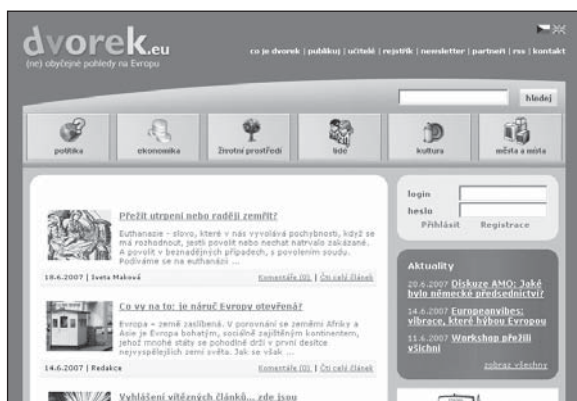 dvorek.eu
(ne) obyčejné pohledy na Evropu
co je dvorek | publikuj | učitelé | rejstřík | newsletter | partneři | rss | kontakt
hledej
politika
ekonomika
životní prostředí
lidé
kultura
města a místa
Přežít utrpení nebo raději zemřít?
Euthanazie - slovo, které v nás vyvolává pochybnosti, když se
má rozhodnout, jestli povolit nebo nechat natrvalo zakázané.
A povolit v beznadějných případech, s povolením soudu.
Podíváme se na euthanázii ...
18.6.2007 | Iveta Maková
Komentáře (0) | Čti celý článek
Co vy na to: je náruč Evropy otevřená?
Evropa – země zaslíbená. V porovnání se zeměmi Afriky a
Asie je Evropa bohatým, sociálně zajištěným kontinentem,
jehož mnohé státy se pohodlně drží v první desítce
nejvyspělejších zemí světa. Jak se však ...
14.6.2007 | Redakce
Komentáře (0) | Čti celý článek
Vyhlášení vítězných článků... zde jsou
login
heslo
Přihlásit
Registrace
Aktuality
20.6.2007 Diskuze AMO: Jaké
bylo německé předsednictví?
14.6.2007 Europeanvibes:
vibrace, které hýbou Evropou
11.6.2007 Workshop přežili
všichni
zobraz všechny